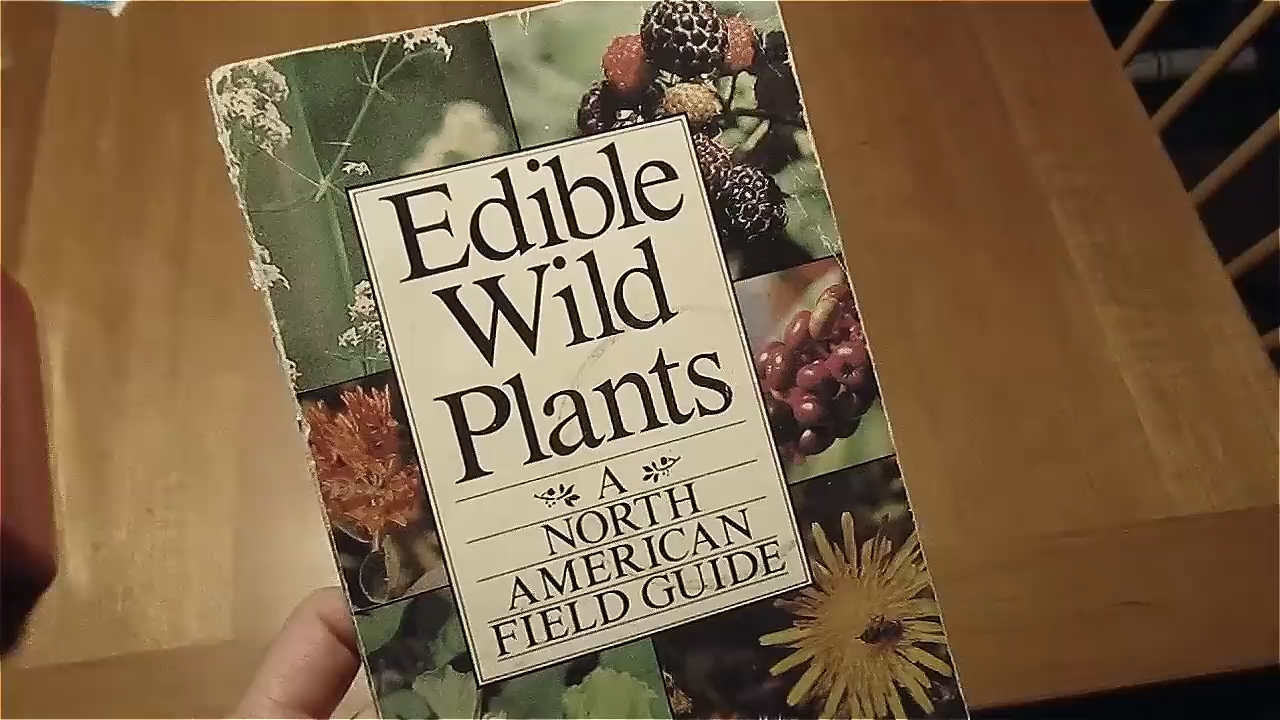 Edible
Wild
Plants
A
NORTH
AMERICAN
FIELD GUIDE